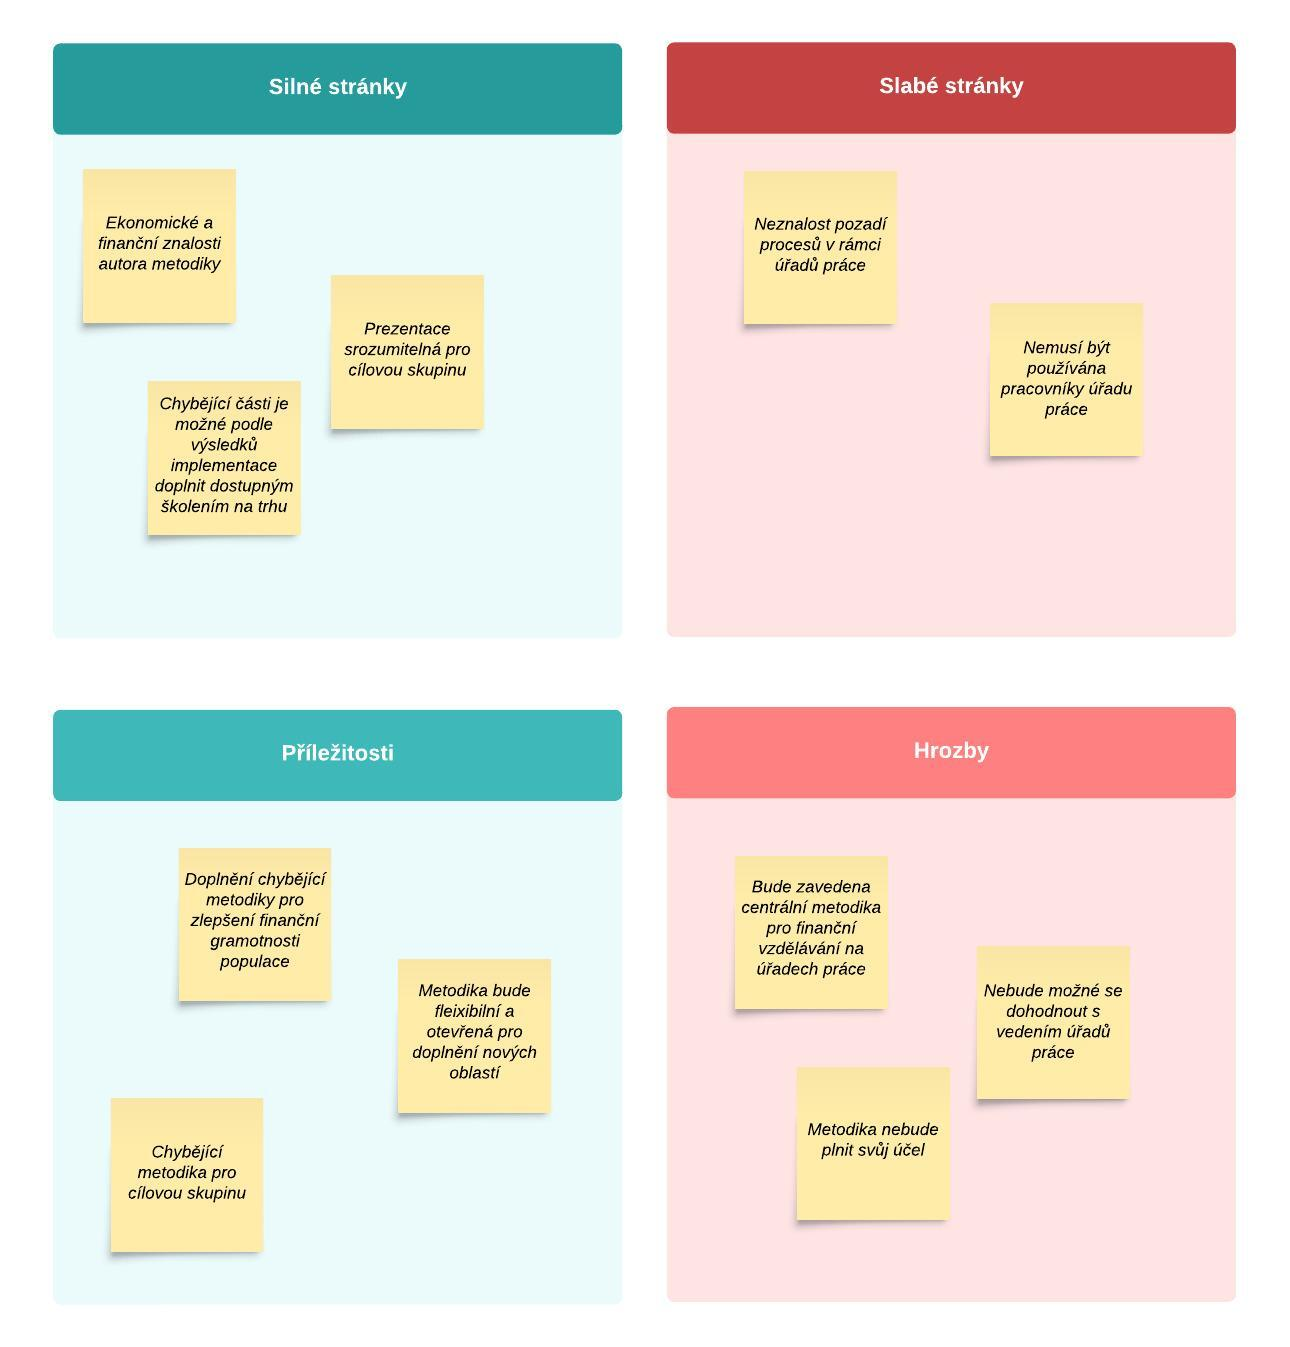 Silné stránky
Ekonomické a
finanční znalosti
autora metodiky
Prezentace
srozumitelná pro
cílovou skupinu
Chybějící části je
možné podle
výsledků
implementace
doplnit dostupným
školením na trhu
Slabé stránky
Neznalost pozadí
procesů v rámci
úřadů práce
Nemusí být
používána
pracovníky úřadu
práce
Příležitosti
Doplnění chybějící
metodiky pro
zlepšení finanční
gramotnosti
populace
Metodika bude
fleixibilní a
otevřená pro
doplnění nových
oblastí
Chybějící
metodika pro
cílovou skupinu
Hrozby
Bude zavedena
centrální metodika
pro finanční
vzdělávání na
úřadech práce
Nebude možné se
dohodnout s
vedením úřadů
práce
Metodika nebude
plnit svůj účel